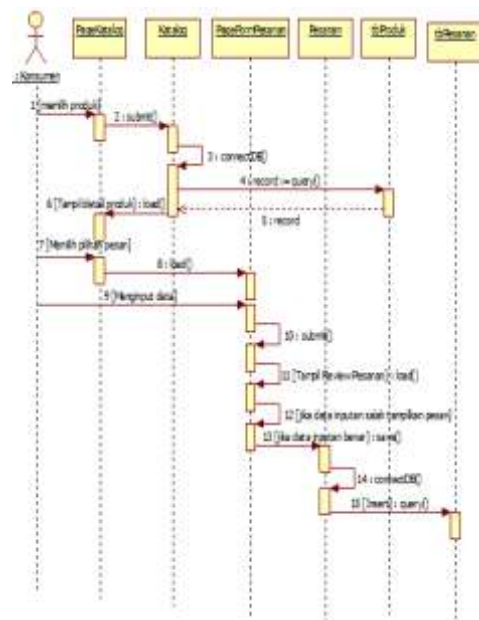 PageKatalog
Katalog
PageFormPesanan
Pesanan
tbProduk
tbPesanan
: Konsumen
1 [memilih produk]
2 : submit()
3 : connectDB()
4 : record := query()
5 : record
6 [Tampil detail produk] : load()
7 [Memilih pilihan pesan]
8 : load()
9 [Menginput data]
10 : submit()
11 [Tampil Review Pesanan] : load()
12 [jika data inputan salah tampilkan pesan]
13 [jika data inputan benar] : save()
14 : connectDB()
15 [Insert] : query()